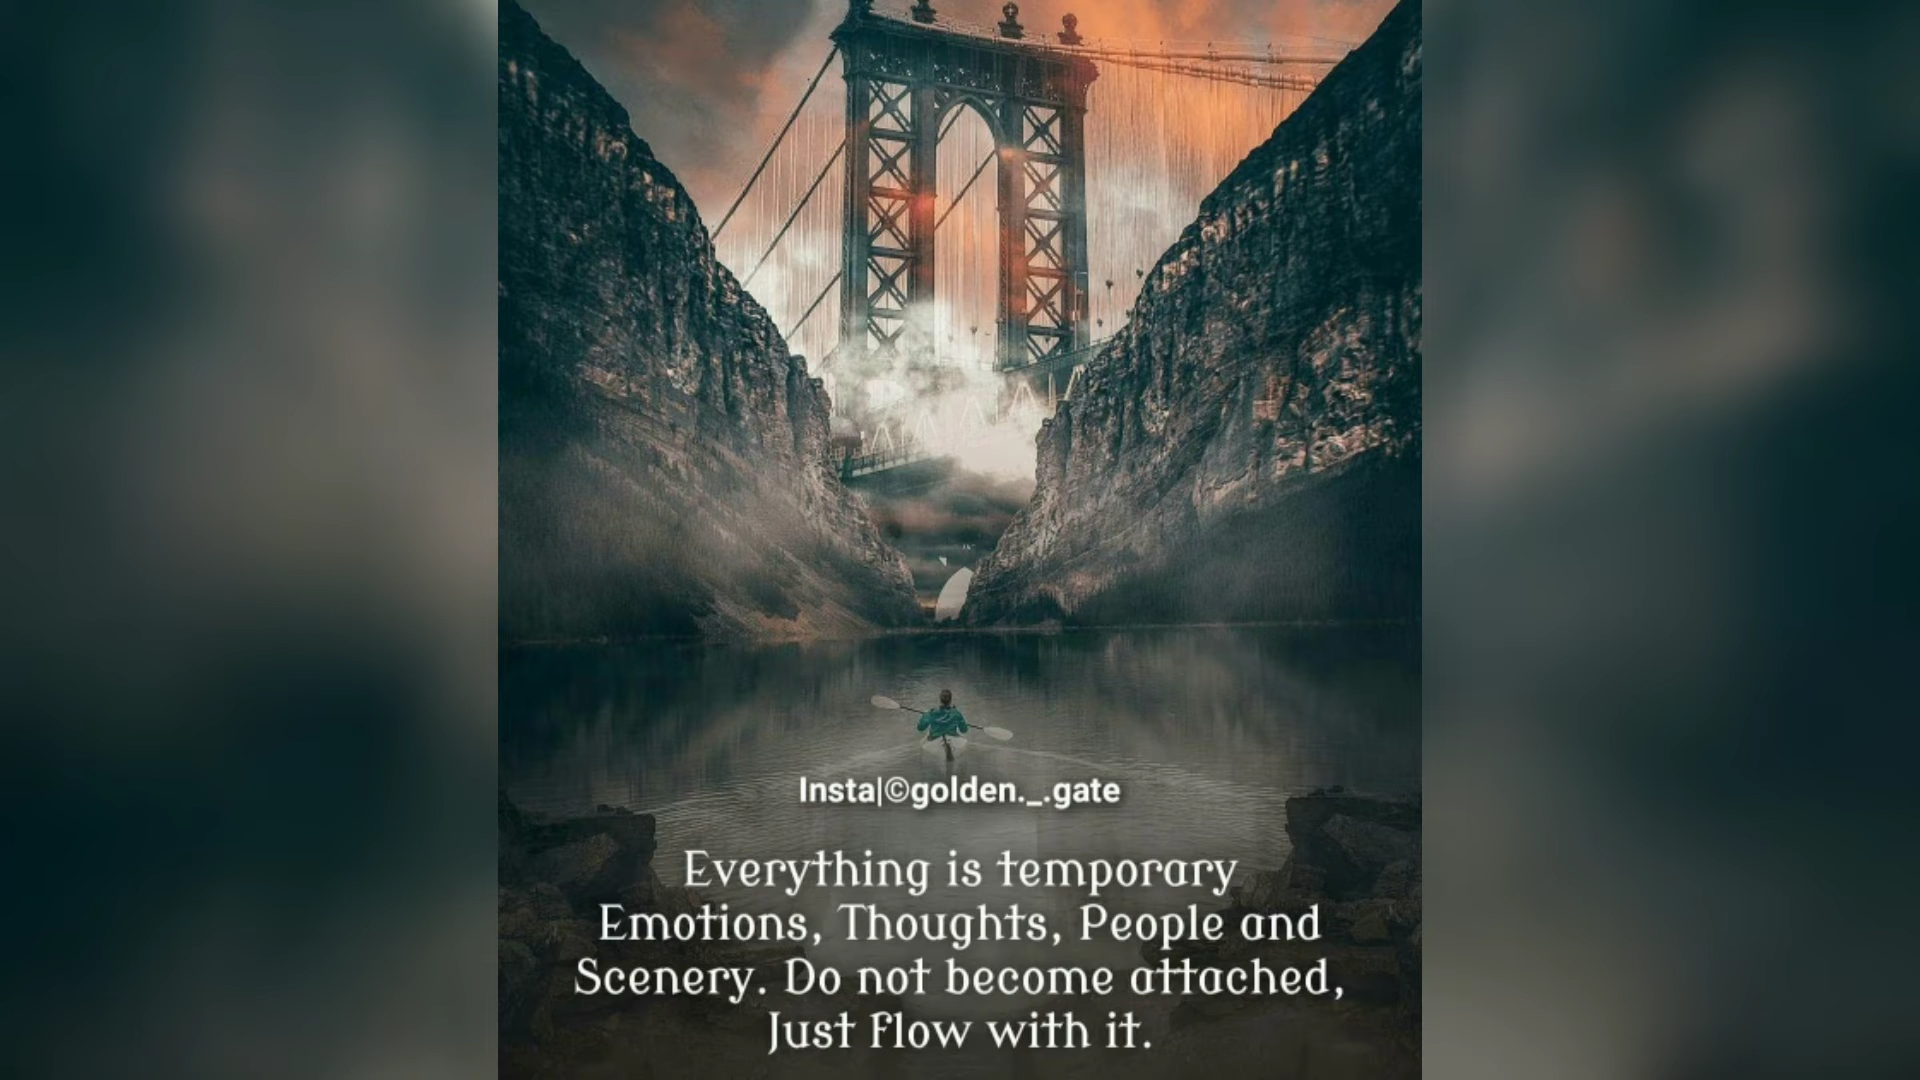 Insta|©golden._.gate
Everything is temporary
Emotions, Thoughts, People and
Scenery. Do not become attached,
Just flow with it.